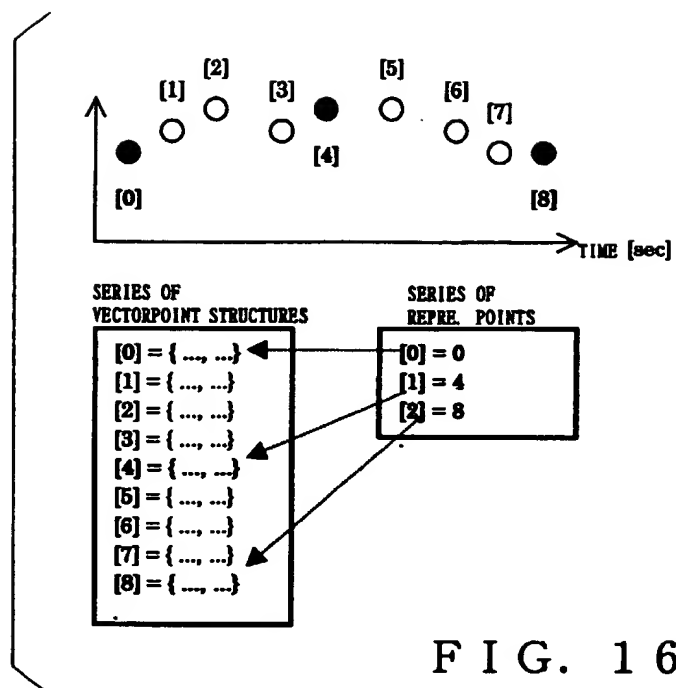 [0]
[1]
[2]
[3]
[4]
[5]
[6]
[7]
[8]
TIME [sec]
SERIES OF
VECTORPOINT STRUCTURES
[0] = { ..., ...}
[1] = { ..., ...}
[2] = { ..., ...}
[3] = { ..., ...}
[4] = { ..., ...}
[5] = { ..., ...}
[6] = { ..., ...}
[7] = { ..., ...}
[8] = { ..., ...}
SERIES OF
REPRE. POINTS
[0] = 0
[1] = 4
[2] = 8
FIG. 16